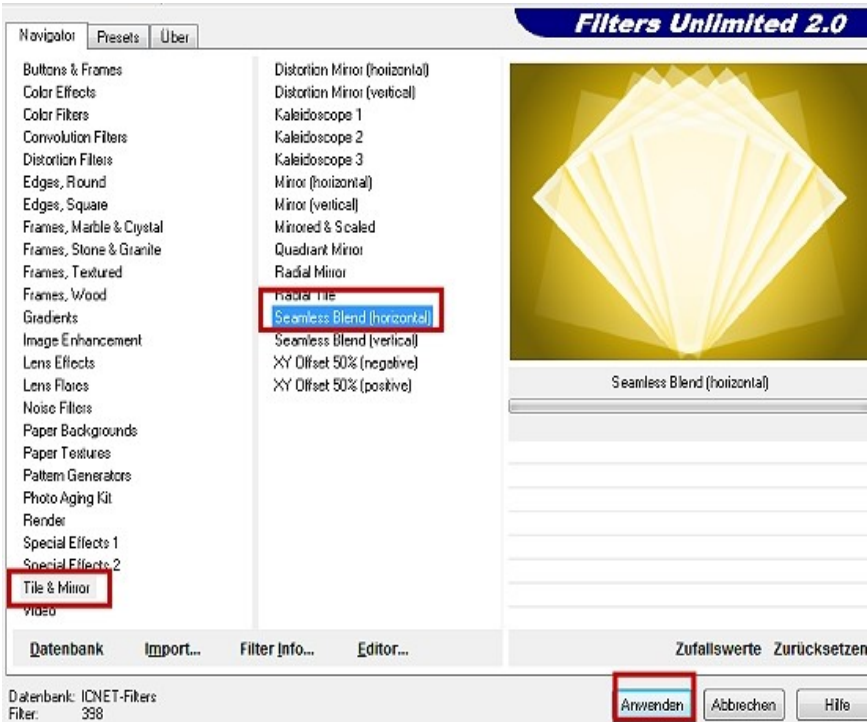 Filters Unlimited 2.0
Navigator
Presets
Über
Buttons & Frames
Color Effects
Color Filters
Convolution Filters
Distortion Filters
Edges, Round
Edges, Square
Frames, Marble & Crystal
Frames, Stone & Granite
Frames, Textured
Frames, Wood
Gradients
Image Enhancement
Lens Effects
Lens Flares
Noise Filters
Paper Backgrounds
Paper Textures
Pattern Generators
Photo Aging Kit
Render
Special Effects 1
Special Effects 2
Tile & Mirror
Video
Distortion Mirror (horizontal)
Distortion Mirror (vertical)
Kaleidoscope 1
Kaleidoscope 2
Kaleidoscope 3
Mirror (horizontal)
Mirror (vertical)
Mirrored & Scaled
Quadrant Mirror
Radial Mirror
Radial Tile
Seamless Blend (horizontal)
Seamless Blend (vertical)
XY Offset 50% (negative)
XY Offset 50% (positive)
Seamless Blend (horizontal)
Datenbank
Import...
Filter Info...
Editor...
Zufallswerte
Zurücksetzen
Datenbank: ICNET-Filters
Filter: 398
Anwenden
Abbrechen
Hilfe